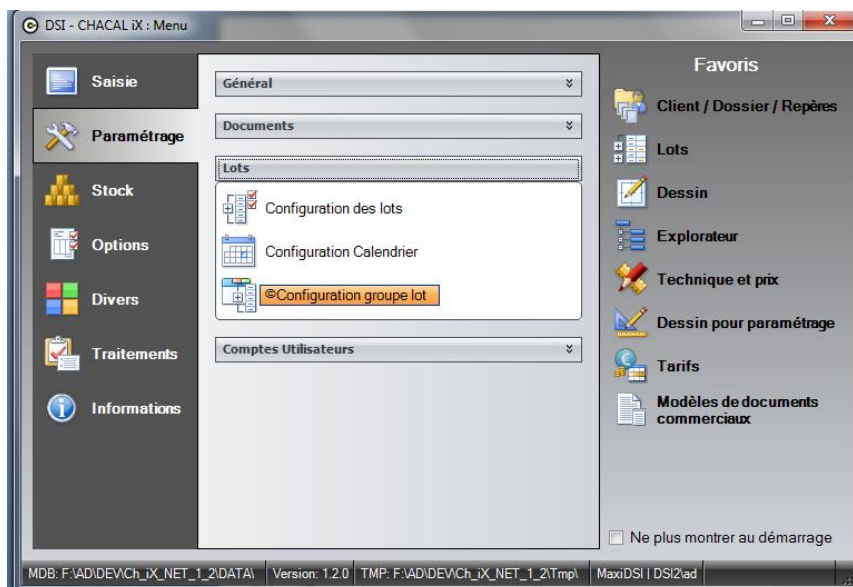 DSI - CHACAL iX : Menu
Saisie
Paramétrage
Stock
Options
Divers
Traitements
Informations
Général
Documents
Lots
Configuration des lots
Configuration Calendrier
©Configuration groupe lot
Comptes Utilisateurs
Favoris
Client / Dossier / Repères
Lots
Dessin
Explorateur
Technique et prix
Dessin pour paramétrage
Tarifs
Modèles de documents
commerciaux
Ne plus montrer au démarrage
MDB: F:\AD\DEV\Ch_iX_NET_1_2\DATA\ Version: 1.2.0 TMP: F:\AD\DEV\Ch_iX_NET_1_2\Tmp\ MaxiDSI | DSI2\ad